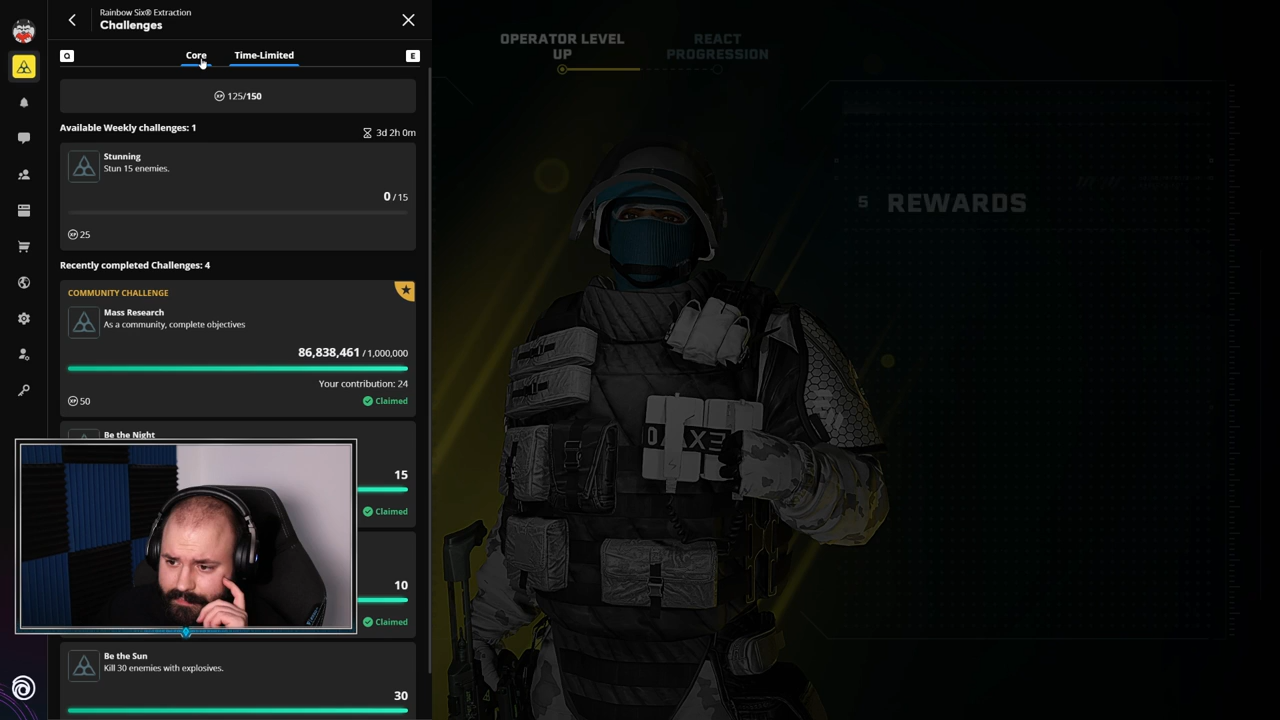 Rainbow Six® Extraction
Challenges
Q
Core
Time-Limited
E
XP 125/150
Available Weekly challenges: 1
3d 2h 0m
Stunning
Stun 15 enemies.
0 / 15
XP 25
Recently completed Challenges: 4
COMMUNITY CHALLENGE
Mass Research
As a community, complete objectives
86,838,461 / 1,000,000
Your contribution: 24
XP 50
Claimed
Be the Night
15
Claimed
10
Claimed
Be the Sun
Kill 30 enemies with explosives.
30
OPERATOR LEVEL
UP
REACT
PROGRESSION
5 REWARDS